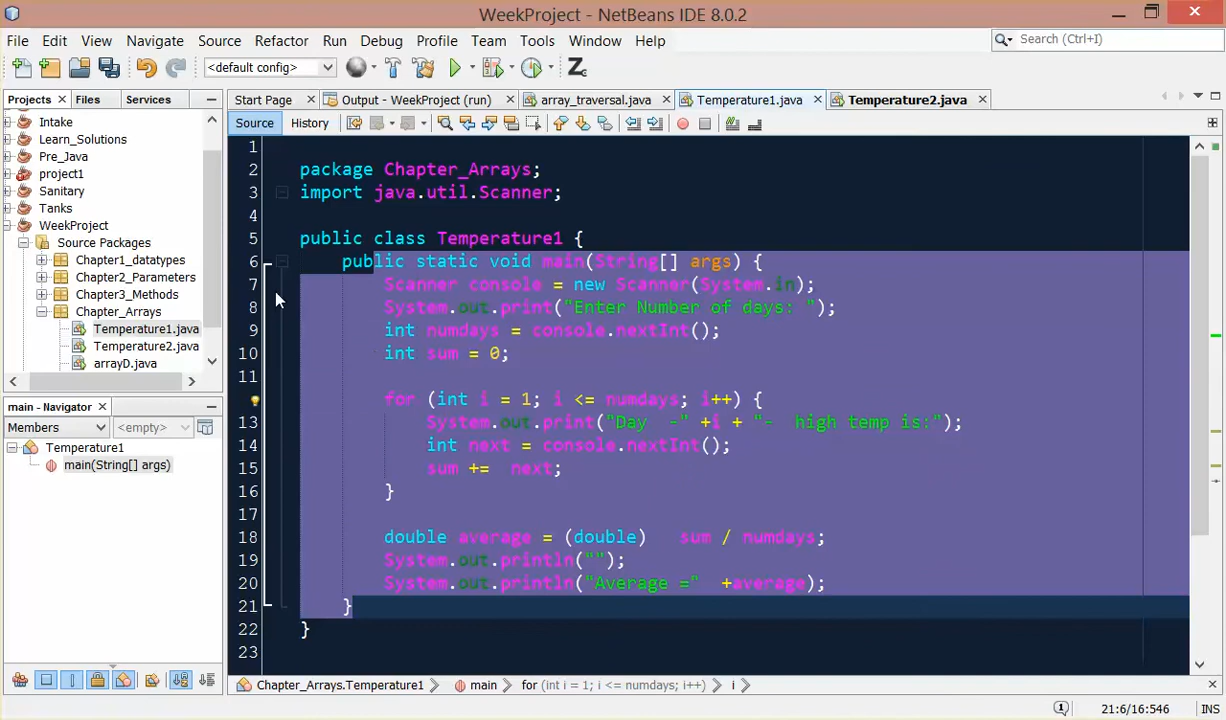 WeekProject - NetBeans IDE 8.0.2
File Edit View Navigate Source Refactor Run Debug Profile Team Tools Window Help
Search (Ctrl+I)
<default config>
Projects Files Services
Start Page Output - WeekProject (run) array_traversal.java Temperature1.java Temperature2.java
Source History
Intake
Learn_Solutions
Pre_Java
project1
Sanitary
Tanks
WeekProject
Source Packages
Chapter1_datatypes
Chapter2_Parameters
Chapter3_Methods
Chapter_Arrays
Temperature1.java
Temperature2.java
arrayD.java
main - Navigator
Members <empty>
Temperature1
main(String[] args)
1
2 package Chapter_Arrays;
3 import java.util.Scanner;
4
5 public class Temperature1 {
6 public static void main(String[] args) {
7 Scanner console = new Scanner(System.in);
8 System.out.print("Enter Number of days: ");
9 int numdays = console.nextInt();
10 int sum = 0;
11
for (int i = 1; i <= numdays; i++) {
13 System.out.print("Day  -" +i + "-  high temp is:");
14 int next = console.nextInt();
15 sum +=  next;
16 }
17
18 double average = (double)   sum / numdays;
19 System.out.println("");
20 System.out.println("Average ="  +average);
21 }
22 }
23
Chapter_Arrays.Temperature1 main for (int i = 1; i <= numdays; i++) i
21:6/16:546 INS